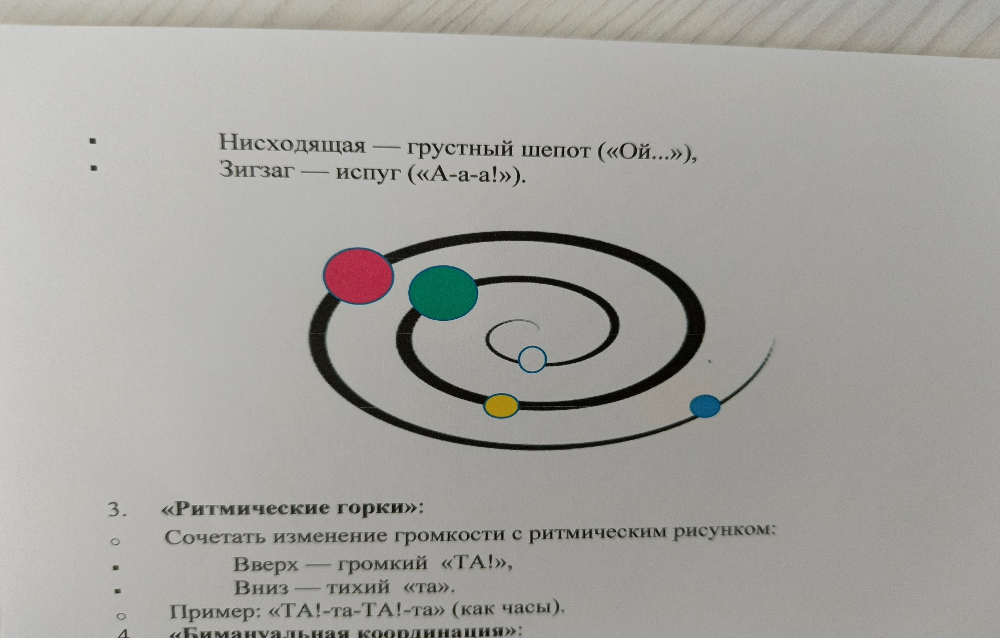 ▪ Нисходящая — грустный шепот («Ой...»),
▪ Зигзаг — испуг («А-а-а!»).
3. «Ритмические горки»:
○ Сочетать изменение громкости с ритмическим рисунком:
▪ Вверх — громкий «ТА!»,
▪ Вниз — тихий «та».
○ Пример: «ТА!-та-ТА!-та» (как часы).
4 «Бимануальная координация»: